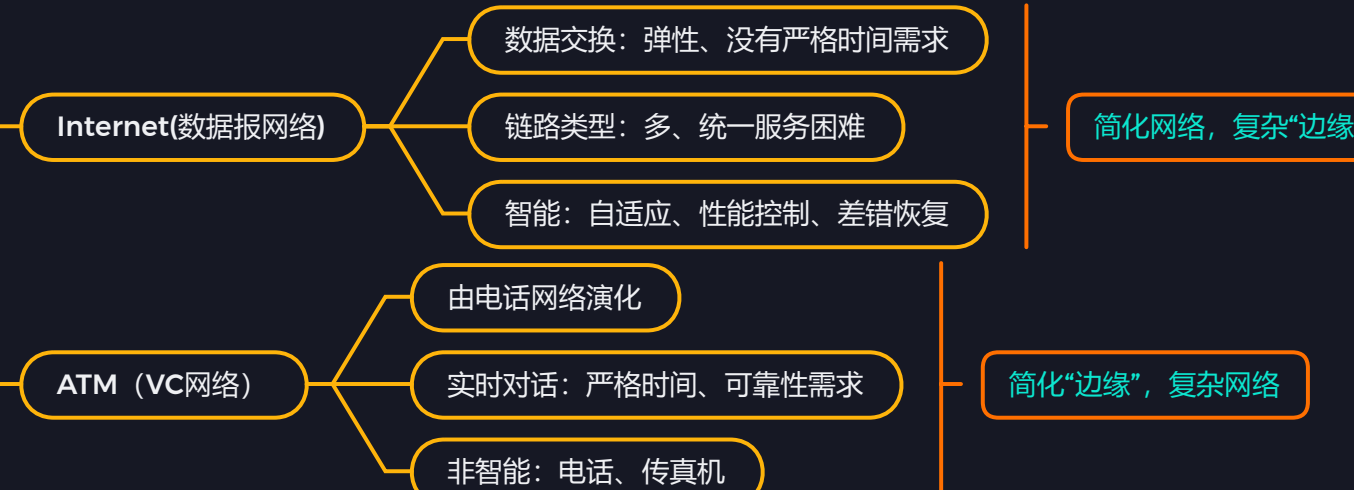 数据交换：弹性、没有严格时间需求
Internet(数据报网络)
链路类型：多、统一服务困难
简化网络，复杂“边缘
智能：自适应、性能控制、差错恢复
由电话网络演化
ATM（VC网络）
实时对话：严格时间、可靠性需求
简化“边缘”，复杂网络
非智能：电话、传真机